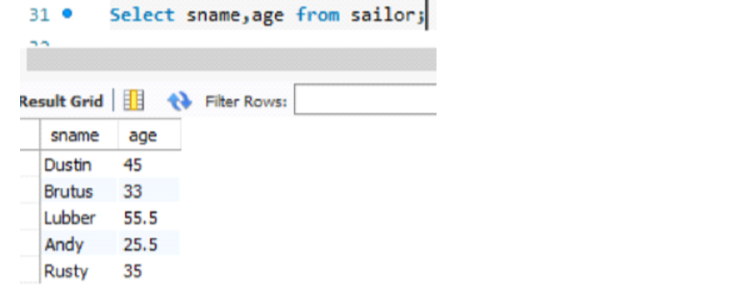 31 Select sname,age from sailor;
Result Grid Filter Rows:
sname age
Dustin 45
Brutus 33
Lubber 55.5
Andy 25.5
Rusty 35